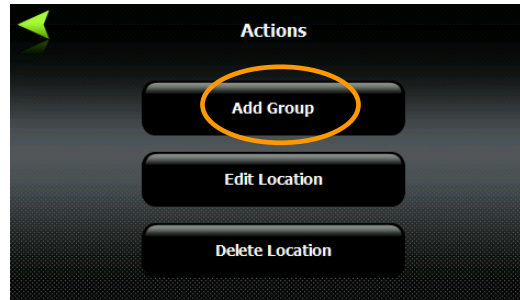 Actions
Add Group
Edit Location
Delete Location